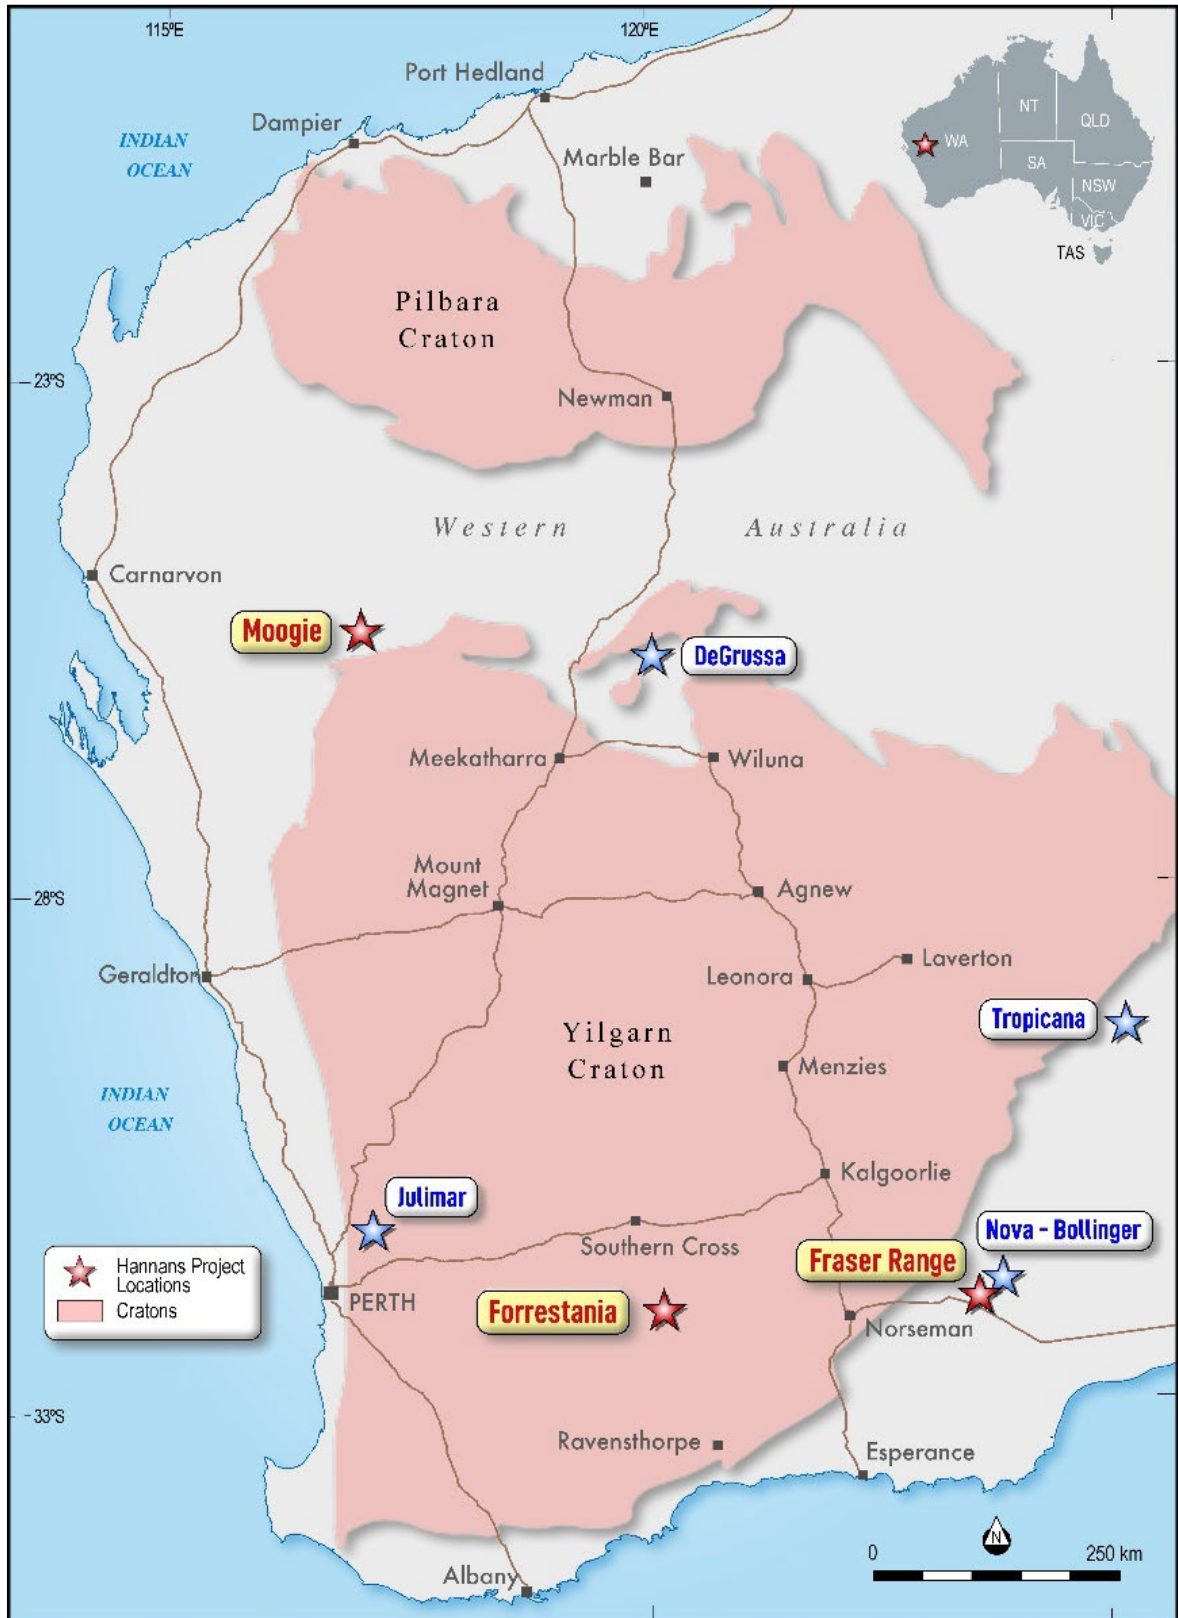 115ºE
120ºE
Port Hedland
Dampier
INDIAN
OCEAN
Marble Bar
NT
QLD
WA
SA
NSW
VIC
TAS
Pilbara
Craton
23ºS
Newman
Western Australia
Carnarvon
Moogie
DeGrussa
Meekatharra
Wiluna
Mount
Magnet
Agnew
28ºS
Geraldton
Leonora
Laverton
Tropicana
Yilgarn
Craton
Menzies
INDIAN
OCEAN
Kalgoorlie
Julimar
Southern Cross
Nova - Bollinger
Fraser Range
Hannans Project
Locations
Cratons
PERTH
Forrestania
Norseman
33ºS
Ravensthorpe
Esperance
N
0 250 km
Albany